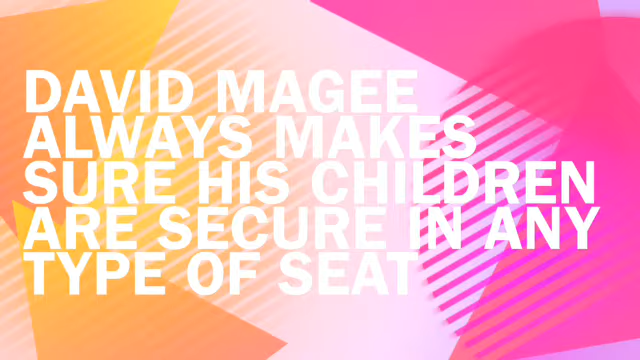 DAVID MAGEE
ALWAYS MAKES
SURE HIS CHILDREN
ARE SECURE IN ANY
TYPE OF SEAT